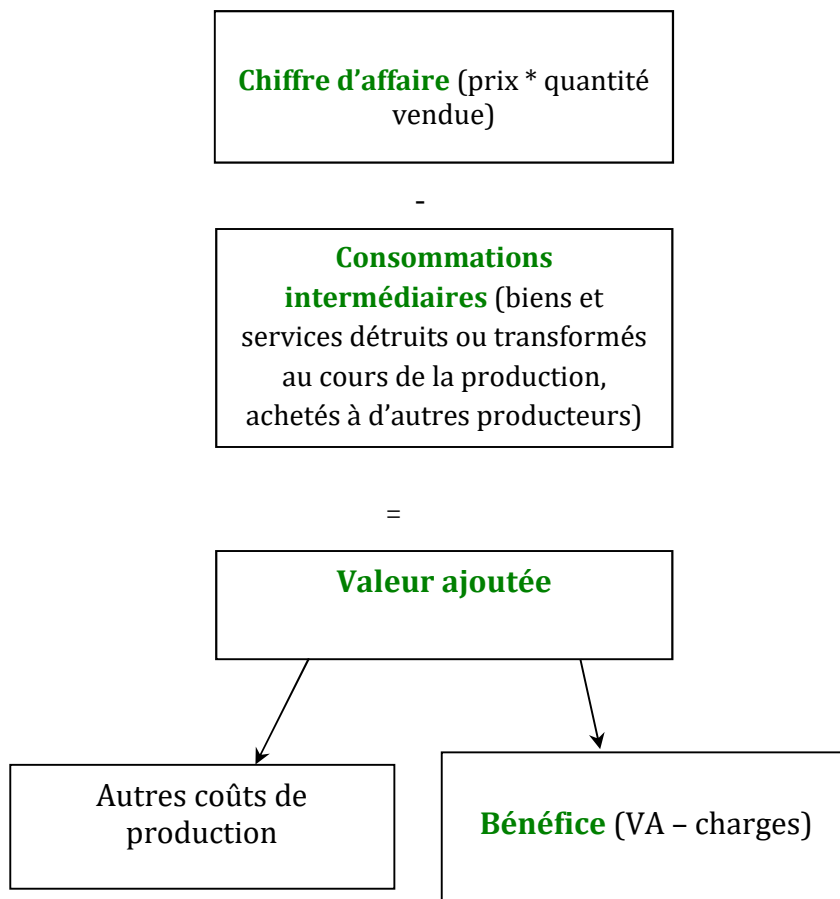 Chiffre d’affaire (prix * quantité
vendue)
-
Consommations
intermédiaires (biens et
services détruits ou transformés
au cours de la production,
achetés à d’autres producteurs)
=
Valeur ajoutée
Autres coûts de
production
Bénéfice (VA – charges)